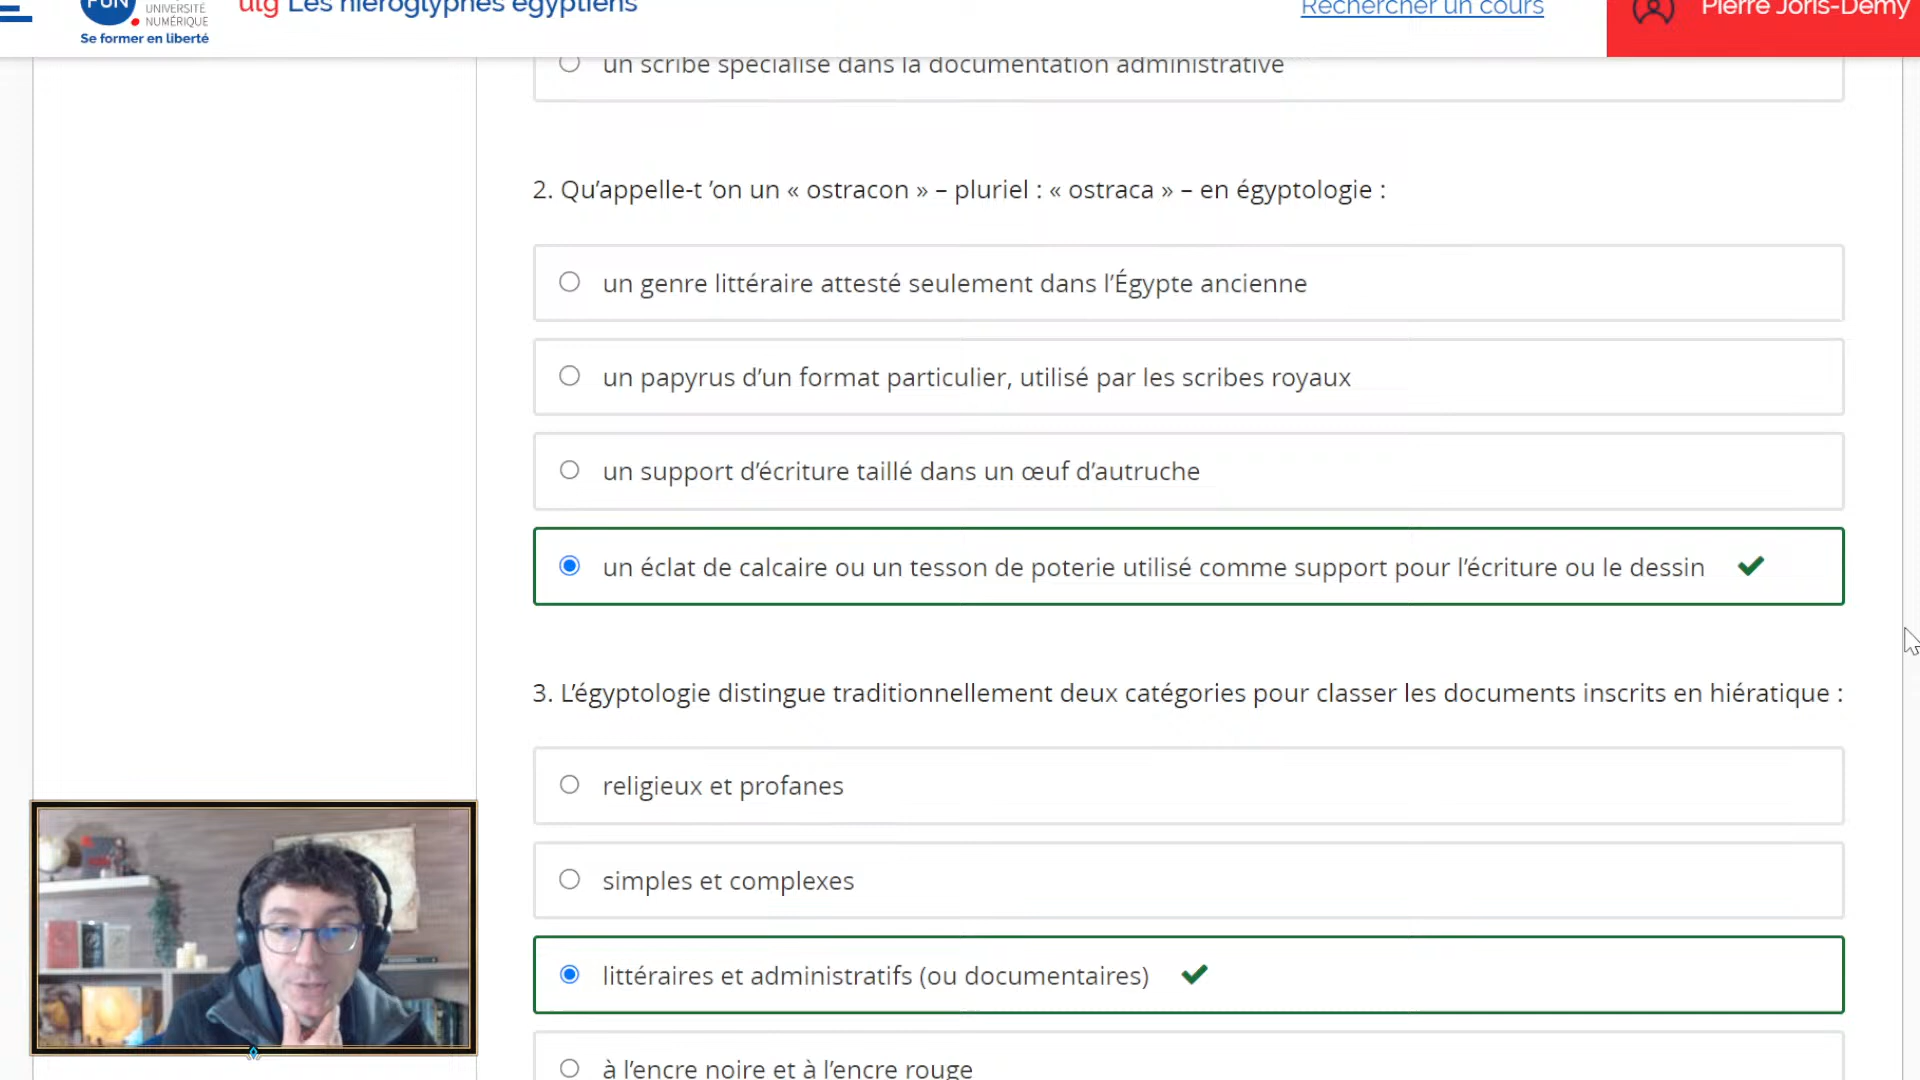 FUN
UNIVERSITÉ
NUMÉRIQUE
Se former en liberté
ulg Les hiéroglyphes égyptiens
Rechercher un cours
Pierre Joris-Demy
un scribe spécialisé dans la documentation administrative
2. Qu’appelle-t ’on un « ostracon » – pluriel : « ostraca » – en égyptologie :
un genre littéraire attesté seulement dans l’Égypte ancienne
un papyrus d’un format particulier, utilisé par les scribes royaux
un support d’écriture taillé dans un œuf d’autruche
un éclat de calcaire ou un tesson de poterie utilisé comme support pour l’écriture ou le dessin
3. L’égyptologie distingue traditionnellement deux catégories pour classer les documents inscrits en hiératique :
religieux et profanes
simples et complexes
littéraires et administratifs (ou documentaires)
à l’encre noire et à l’encre rouge